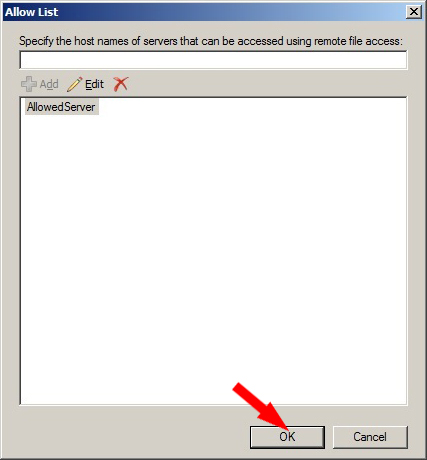 Allow List
Specify the host names of servers that can be accessed using remote file access:
Add Edit
AllowedServer
OK Cancel